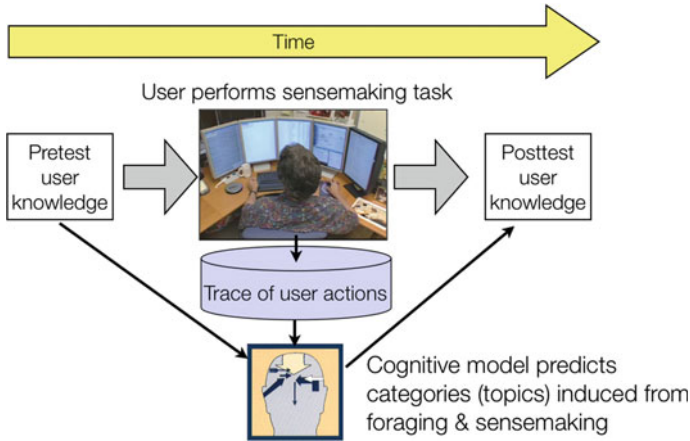 Time
User performs sensemaking task
Pretest
user
knowledge
Posttest
user
knowledge
Trace of user actions
Cognitive model predicts
categories (topics) induced from
foraging & sensemaking